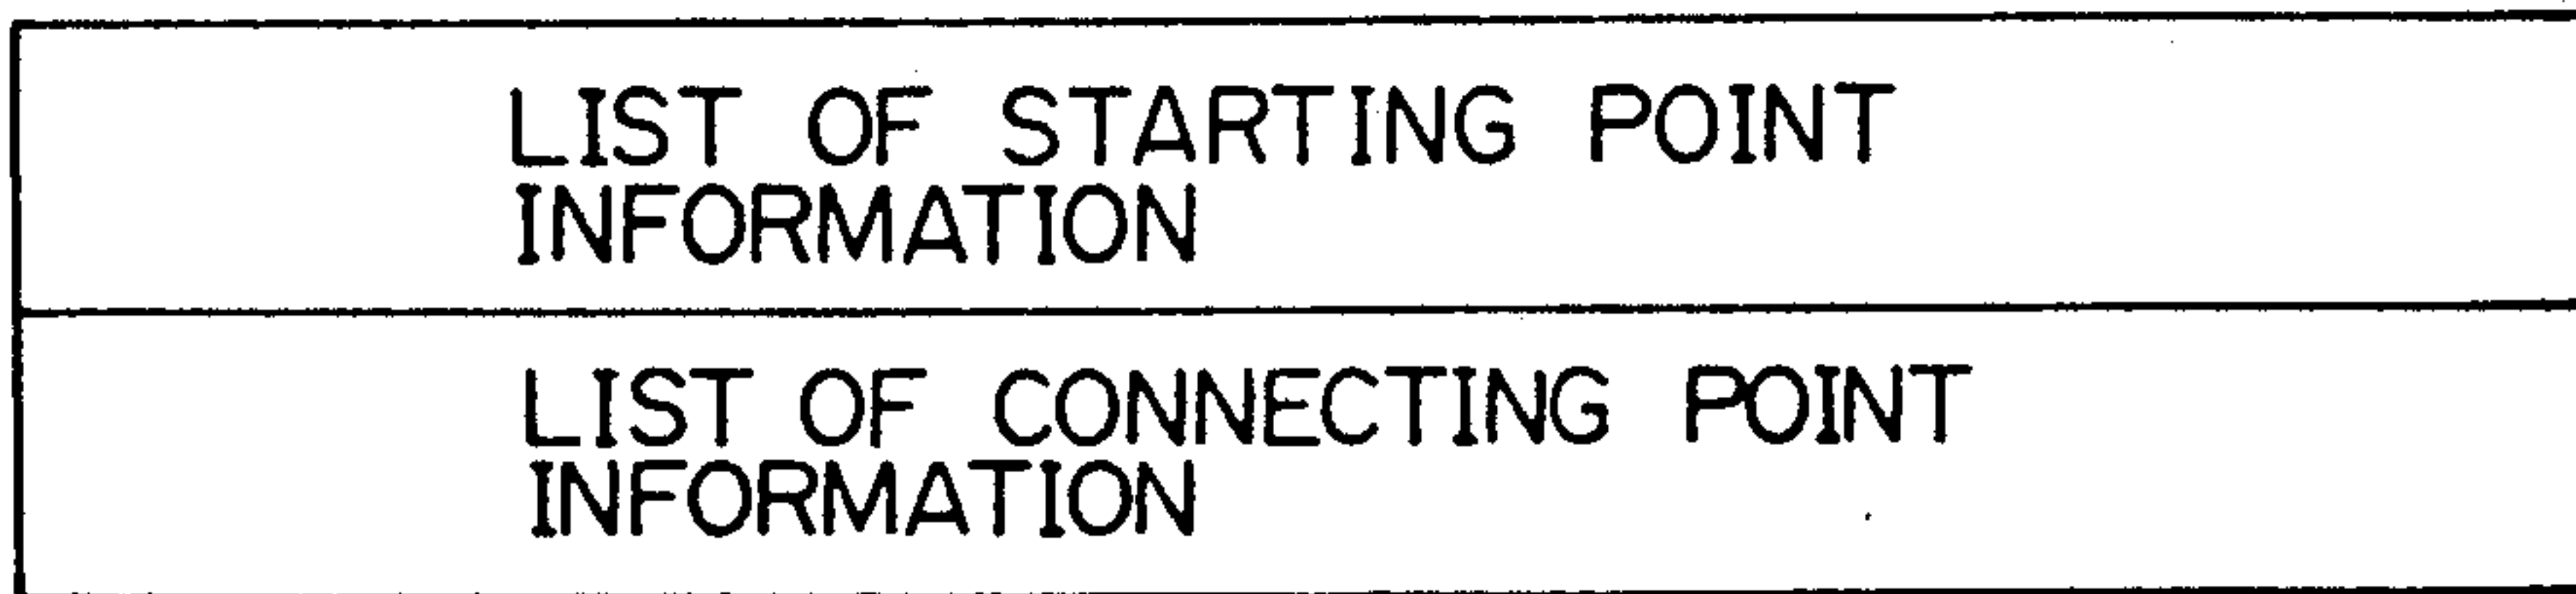 LIST OF STARTING POINT
INFORMATION
LIST OF CONNECTING POINT
INFORMATION